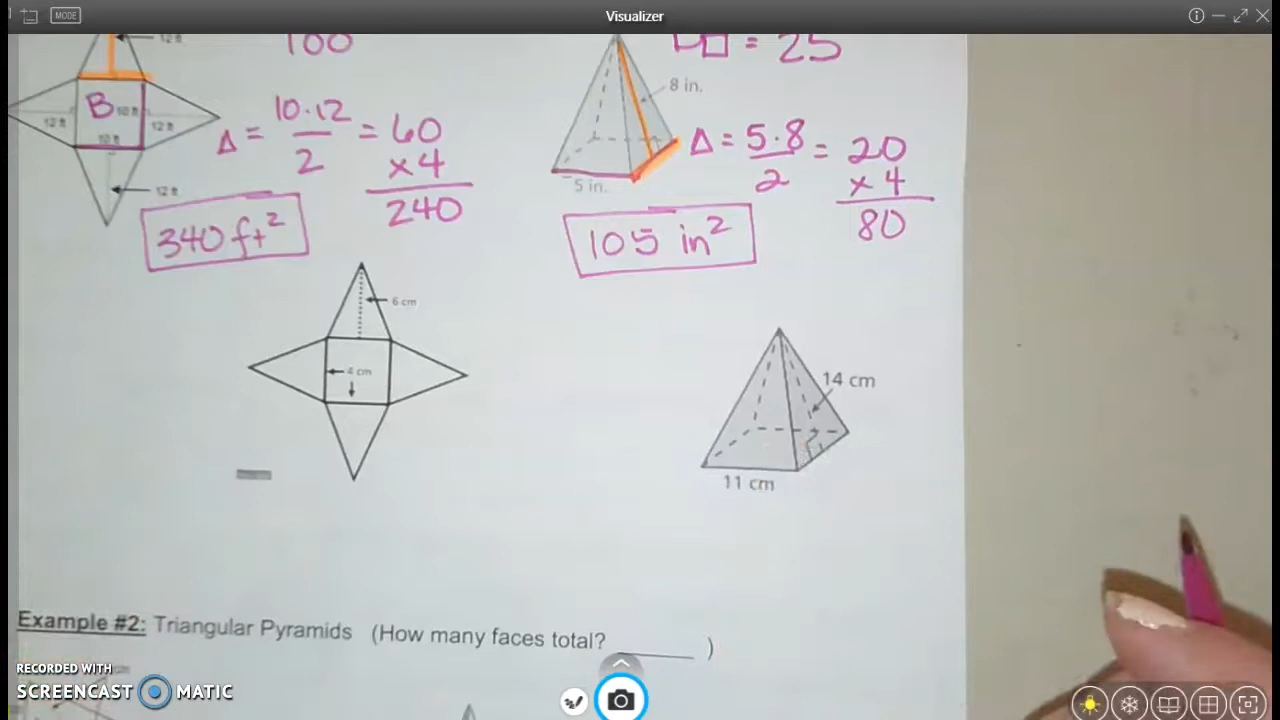 MODE
Visualizer
12 ft
100
= 25
8 in.
B 10 ft
12 ft
12 ft
10 ft
12 ft
Δ = 10·12 / 2 = 60
x 4
240
340 ft²
5 in.
Δ = 5·8 / 2 = 20
x 4
80
105 in²
6 cm
4 cm
14 cm
11 cm
Example #2: Triangular Pyramids (How many faces total? ______ )
RECORDED WITH
SCREENCAST MATIC